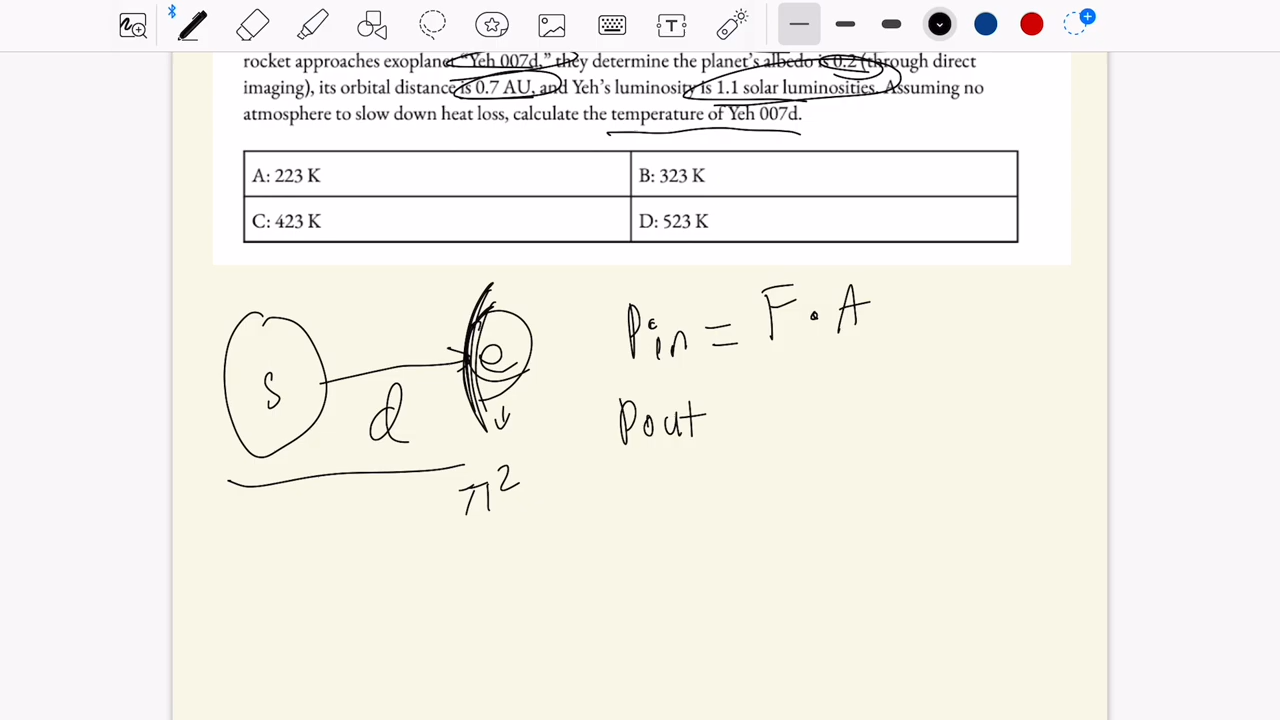 rocket approaches exoplanet “Yeh 007d,” they determine the planet’s albedo is 0.2 (through direct
imaging), its orbital distance is 0.7 AU, and Yeh’s luminosity is 1.1 solar luminosities. Assuming no
atmosphere to slow down heat loss, calculate the temperature of Yeh 007d.
A: 223 K
B: 323 K
C: 423 K
D: 523 K
S
d
e
π²
Pin = F · A
Pout